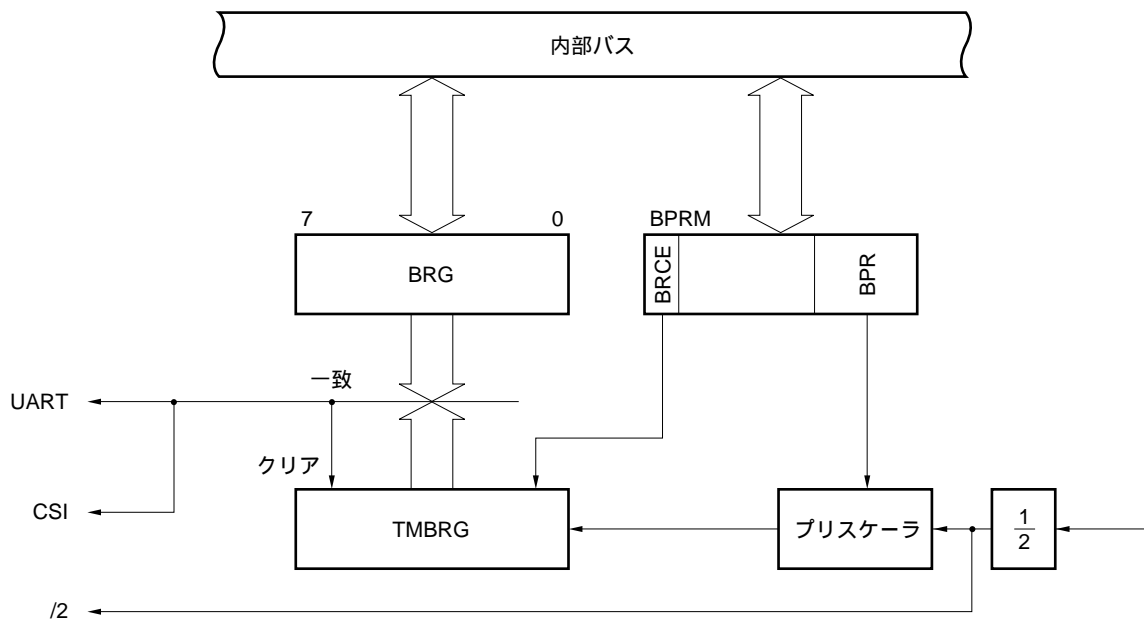 内部バス
7
0
BPRM
BRG
BRCE
BPR
一致
UART
クリア
CSI
TMBRG
プリスケーラ
1
2
/2